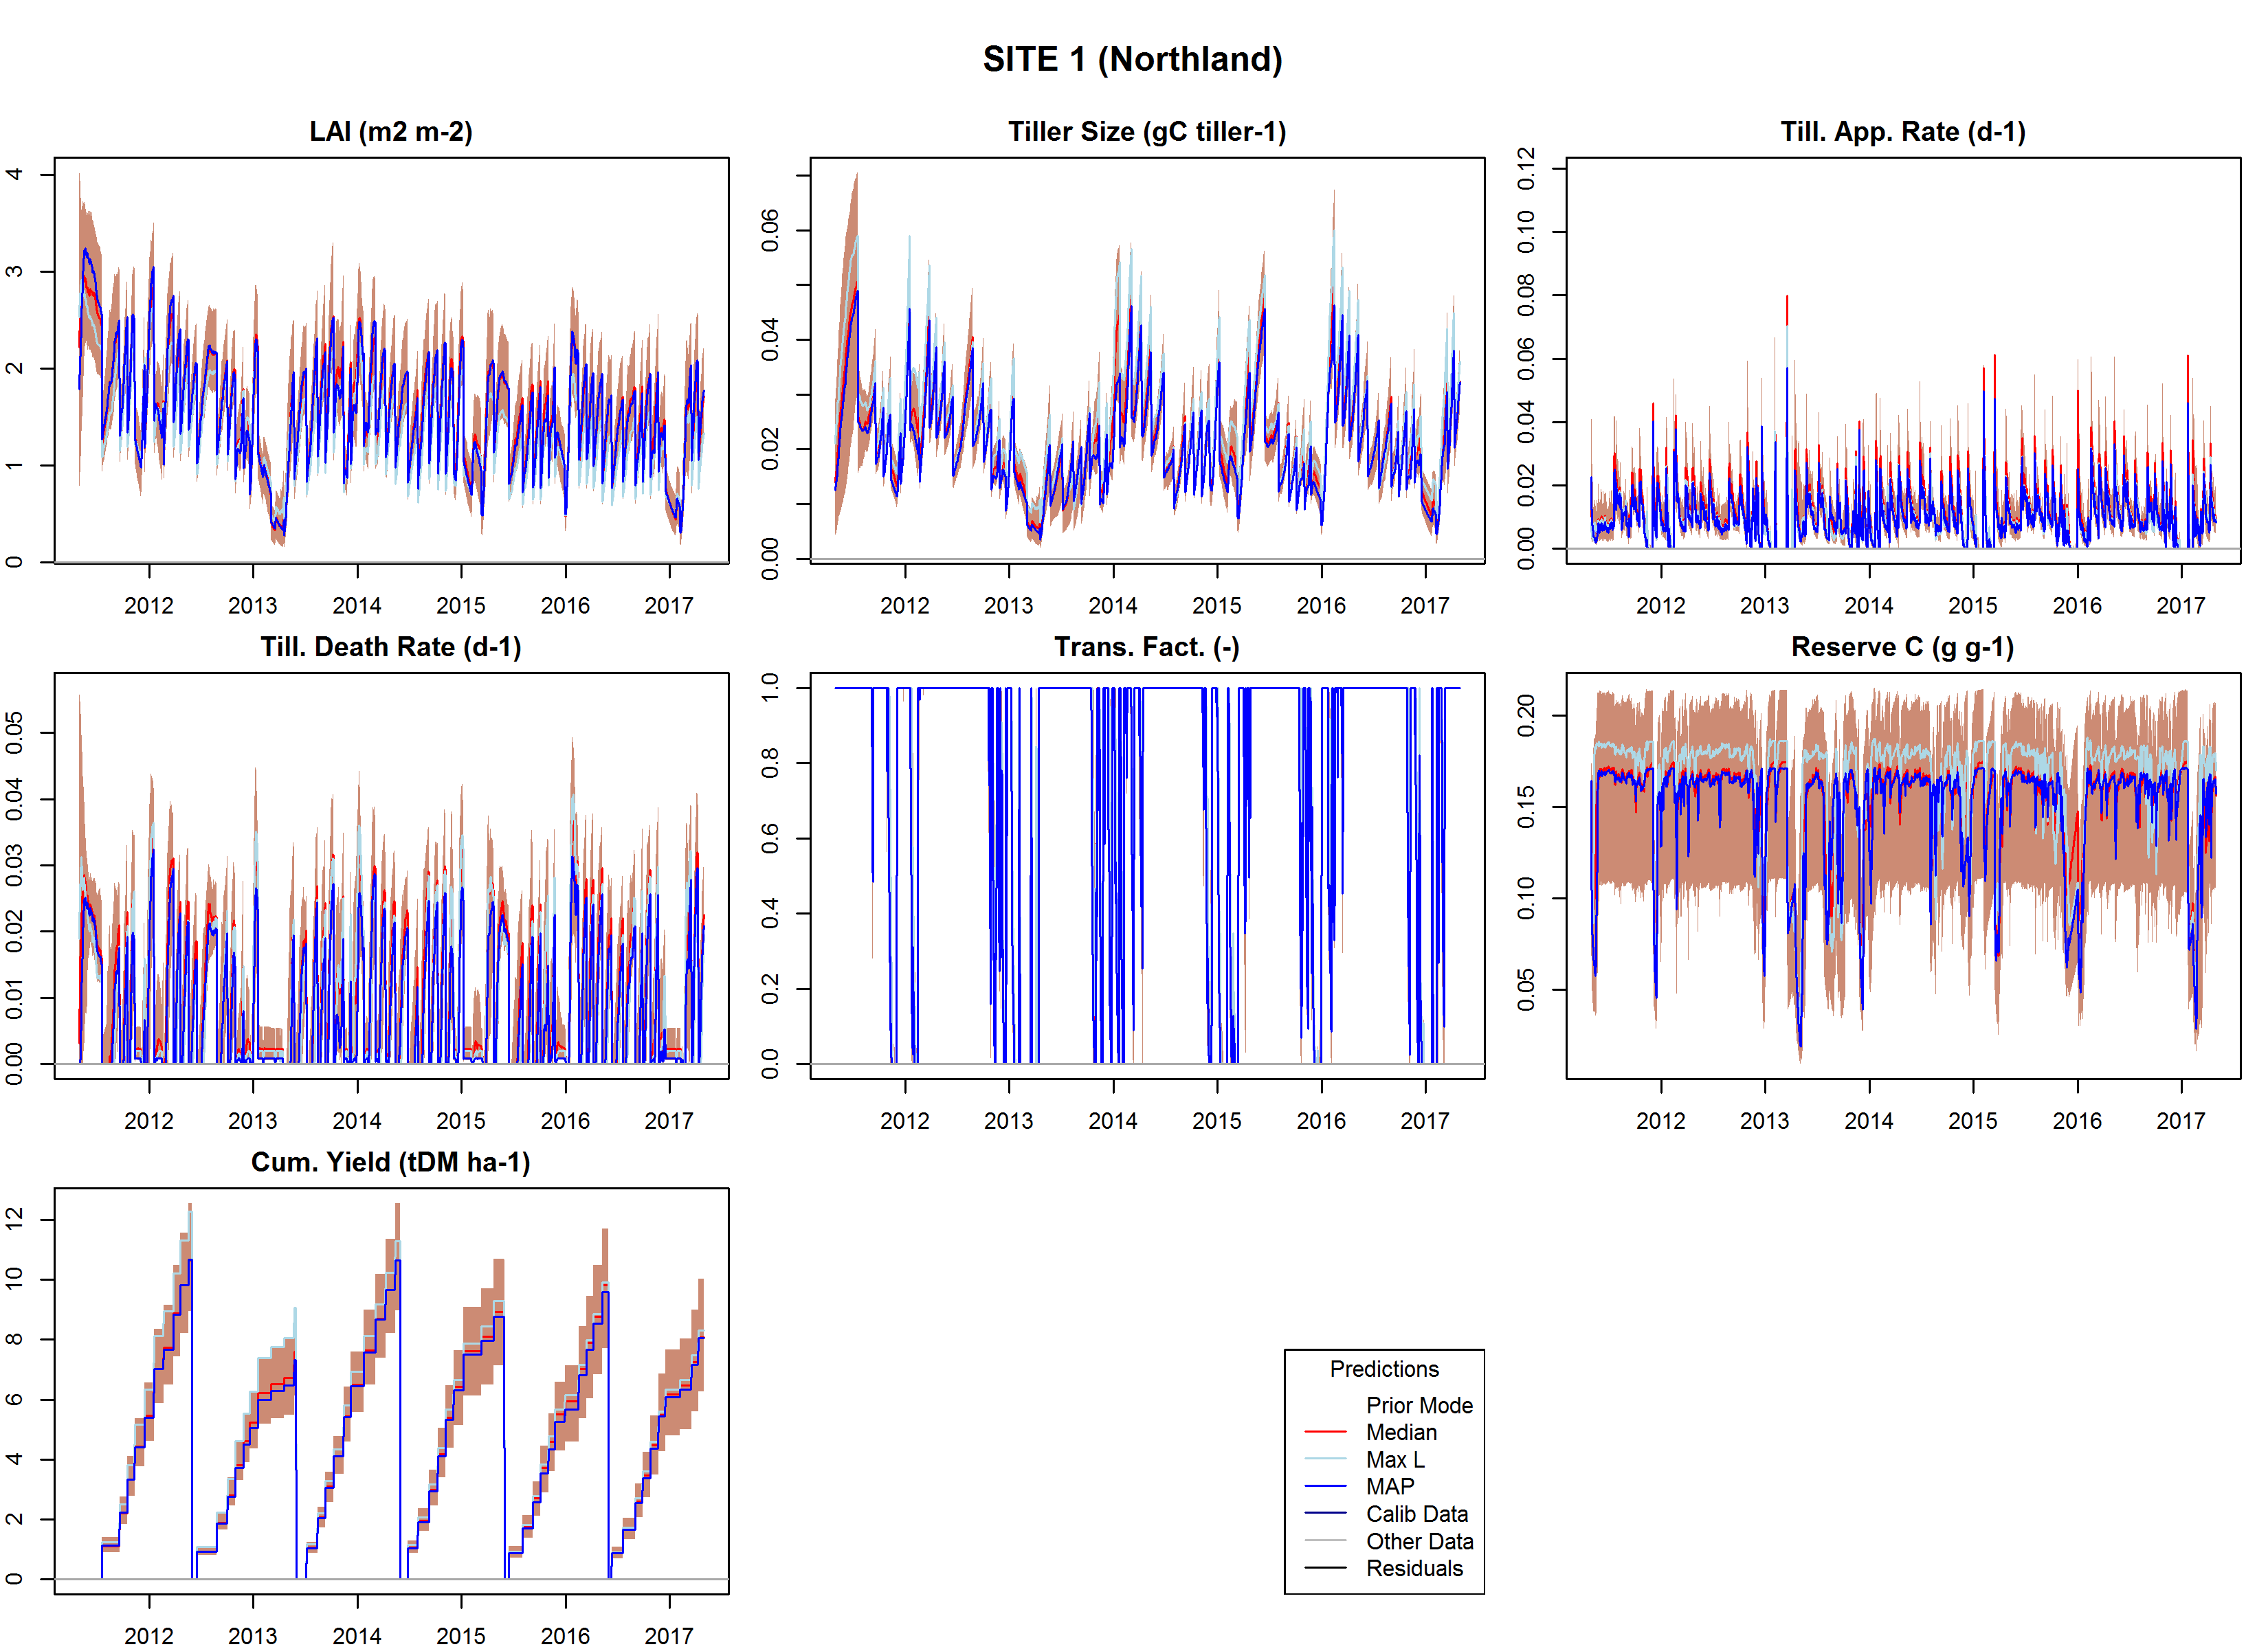 SITE 1 (Northland)
LAI (m2 m-2)
4
3
2
1
0
2012 2013 2014 2015 2016 2017
Tiller Size (gC tiller-1)
0.06
0.04
0.02
0.00
2012 2013 2014 2015 2016 2017
Till. App. Rate (d-1)
0.12
0.10
0.08
0.06
0.04
0.02
0.00
2012 2013 2014 2015 2016 2017
Till. Death Rate (d-1)
0.05
0.04
0.03
0.02
0.01
0.00
2012 2013 2014 2015 2016 2017
Trans. Fact. (-)
1.0
0.8
0.6
0.4
0.2
0.0
2012 2013 2014 2015 2016 2017
Reserve C (g g-1)
0.20
0.15
0.10
0.05
2012 2013 2014 2015 2016 2017
Cum. Yield (tDM ha-1)
12
10
8
6
4
2
0
2012 2013 2014 2015 2016 2017
Predictions
Prior Mode
Median
Max L
MAP
Calib Data
Other Data
Residuals